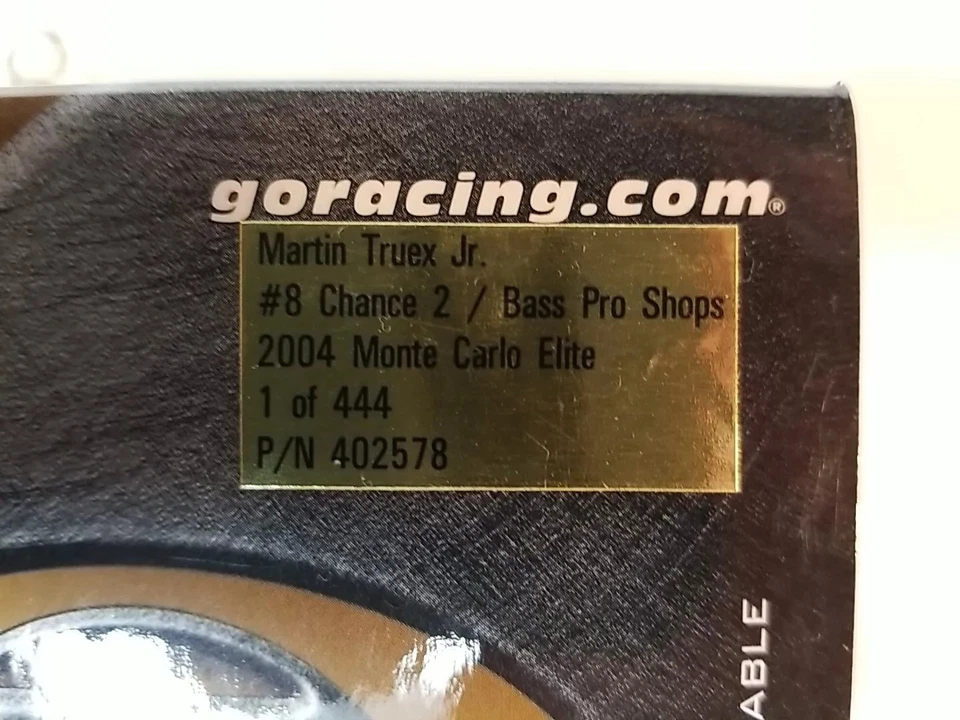 goracing.com®
Martin Truex Jr.
#8 Chance 2 / Bass Pro Shops
2004 Monte Carlo Elite
1 of 444
P/N 402578
ABLE